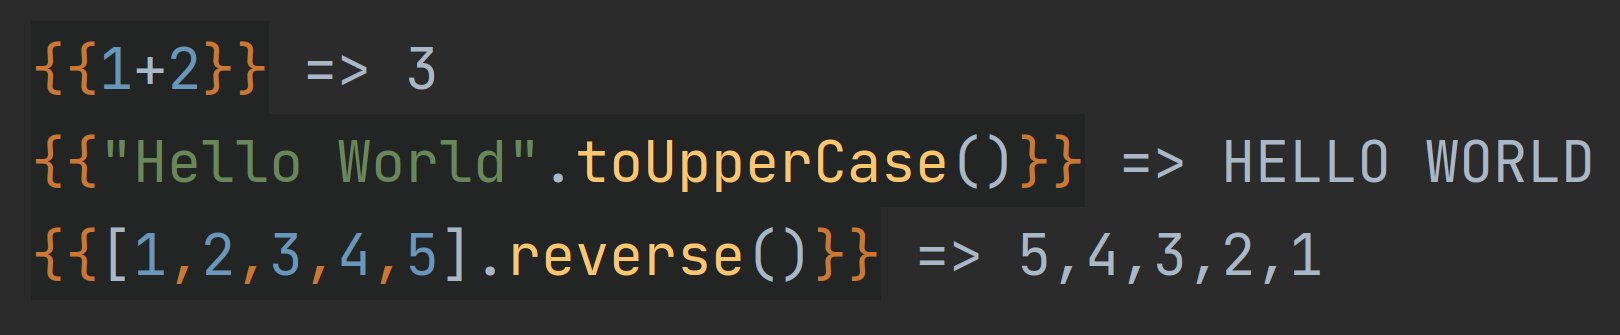 {{1+2}} => 3
{{"Hello World".toUpperCase()}} => HELLO WORLD
{{[1,2,3,4,5].reverse()}} => 5,4,3,2,1